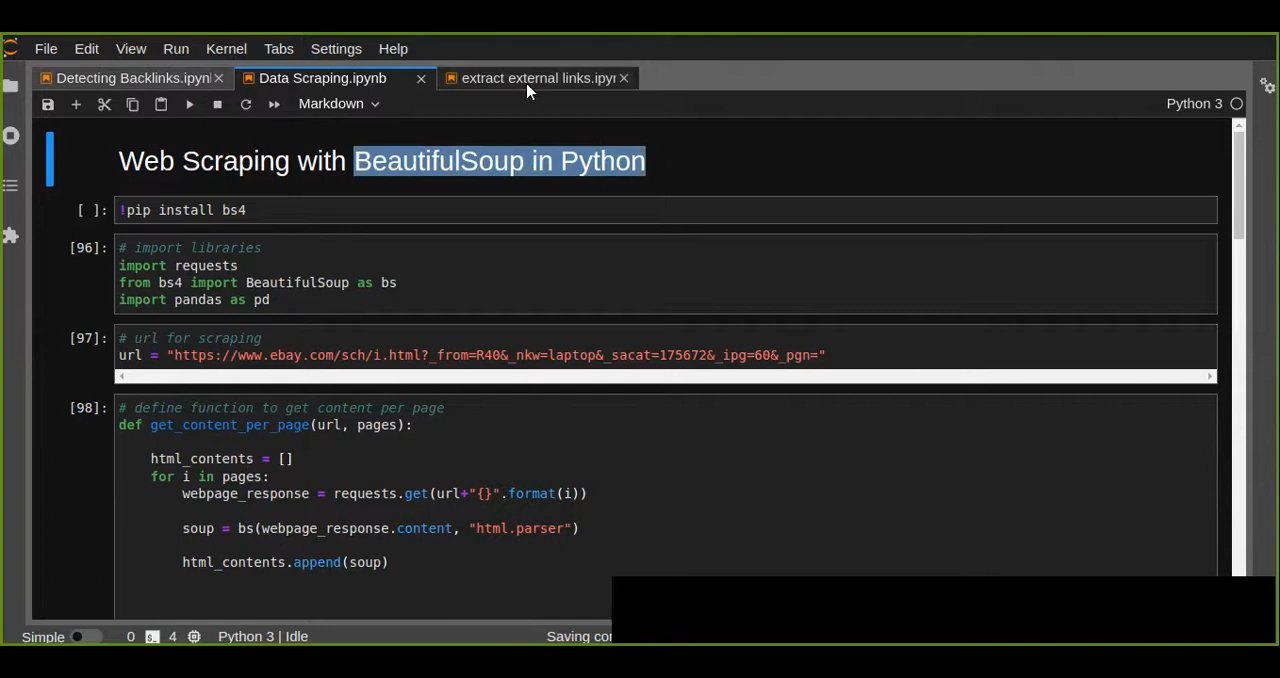 File Edit View Run Kernel Tabs Settings Help
Detecting Backlinks.ipynl Data Scraping.ipynb extract external links.ipyr
Markdown Python 3
Web Scraping with BeautifulSoup in Python
[ ]: !pip install bs4
[96]: # import libraries
import requests
from bs4 import BeautifulSoup as bs
import pandas as pd
[97]: # url for scraping
url = "https://www.ebay.com/sch/i.html?_from=R40&_nkw=laptop&_sacat=175672&_ipg=60&_pgn="
[98]: # define function to get content per page
def get_content_per_page(url, pages):
html_contents = []
for i in pages:
webpage_response = requests.get(url+"{}".format(i))
soup = bs(webpage_response.content, "html.parser")
html_contents.append(soup)
Simple 0 $_ 4 Python 3 | Idle Saving cor